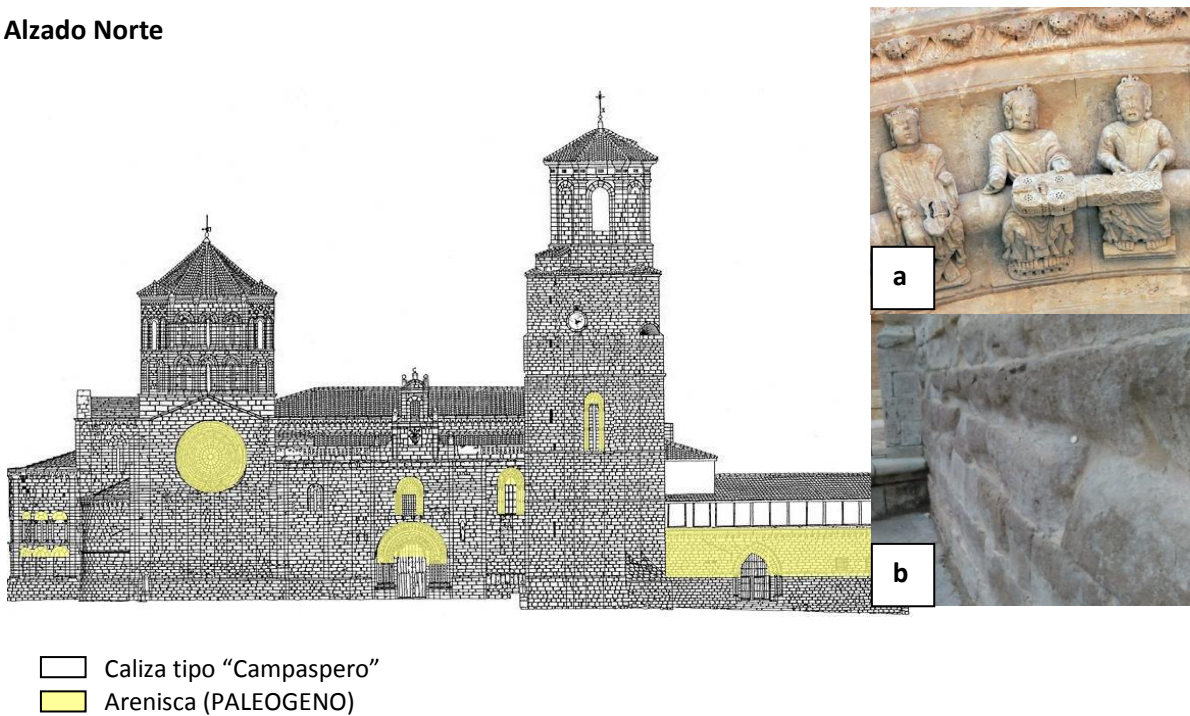 Alzado Norte
a
b
Caliza tipo “Campaspero”
Arenisca (PALEOGENO)